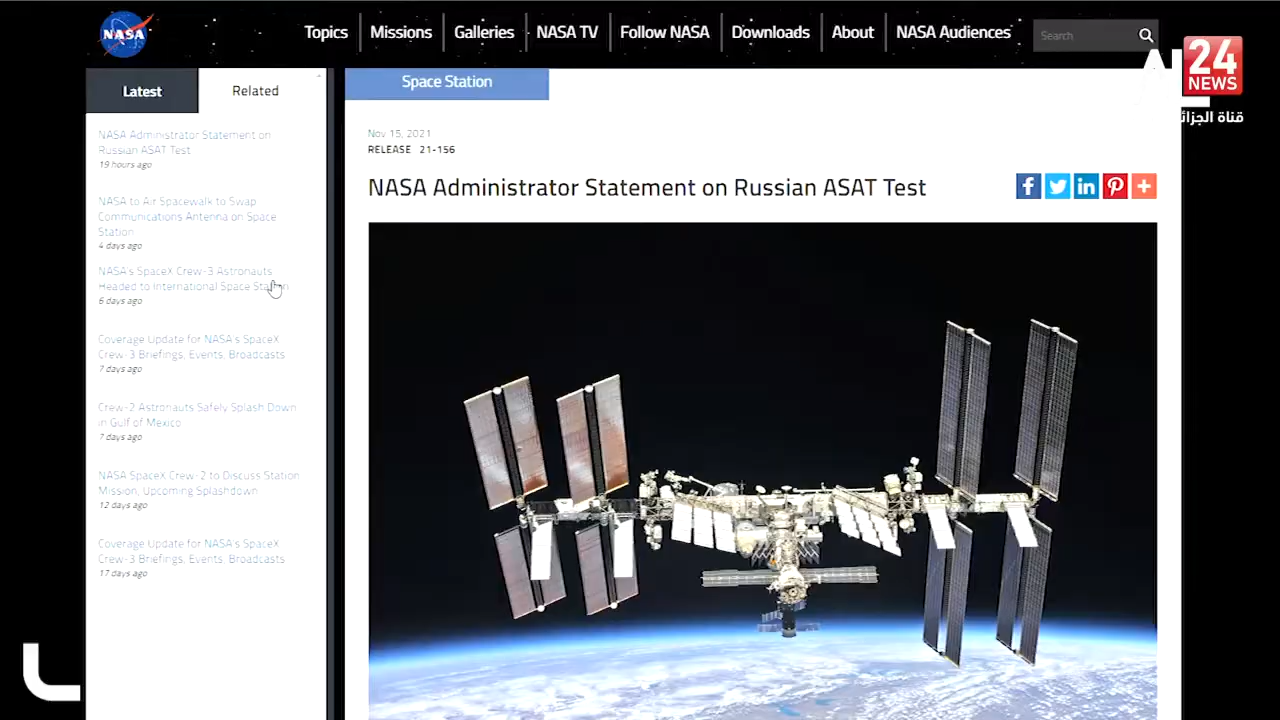 NASA
Topics
Missions
Galleries
NASA TV
Follow NASA
Downloads
About
NASA Audiences
Search
24
NEWS
Latest
Related
Space Station
NASA Administrator Statement on
Russian ASAT Test
19 hours ago
NASA to Air Spacewalk to Swap
Communications Antenna on Space
Station
4 days ago
NASA's SpaceX Crew-3 Astronauts
Headed to International Space Station
6 days ago
Coverage Update for NASA's SpaceX
Crew-3 Briefings, Events, Broadcasts
7 days ago
Crew-2 Astronauts Safely Splash Down
in Gulf of Mexico
7 days ago
NASA SpaceX Crew-2 to Discuss Station
Mission, Upcoming Splashdown
12 days ago
Coverage Update for NASA's SpaceX
Crew-3 Briefings, Events, Broadcasts
17 days ago
Nov 15, 2021
RELEASE 21-156
NASA Administrator Statement on Russian ASAT Test
قناة